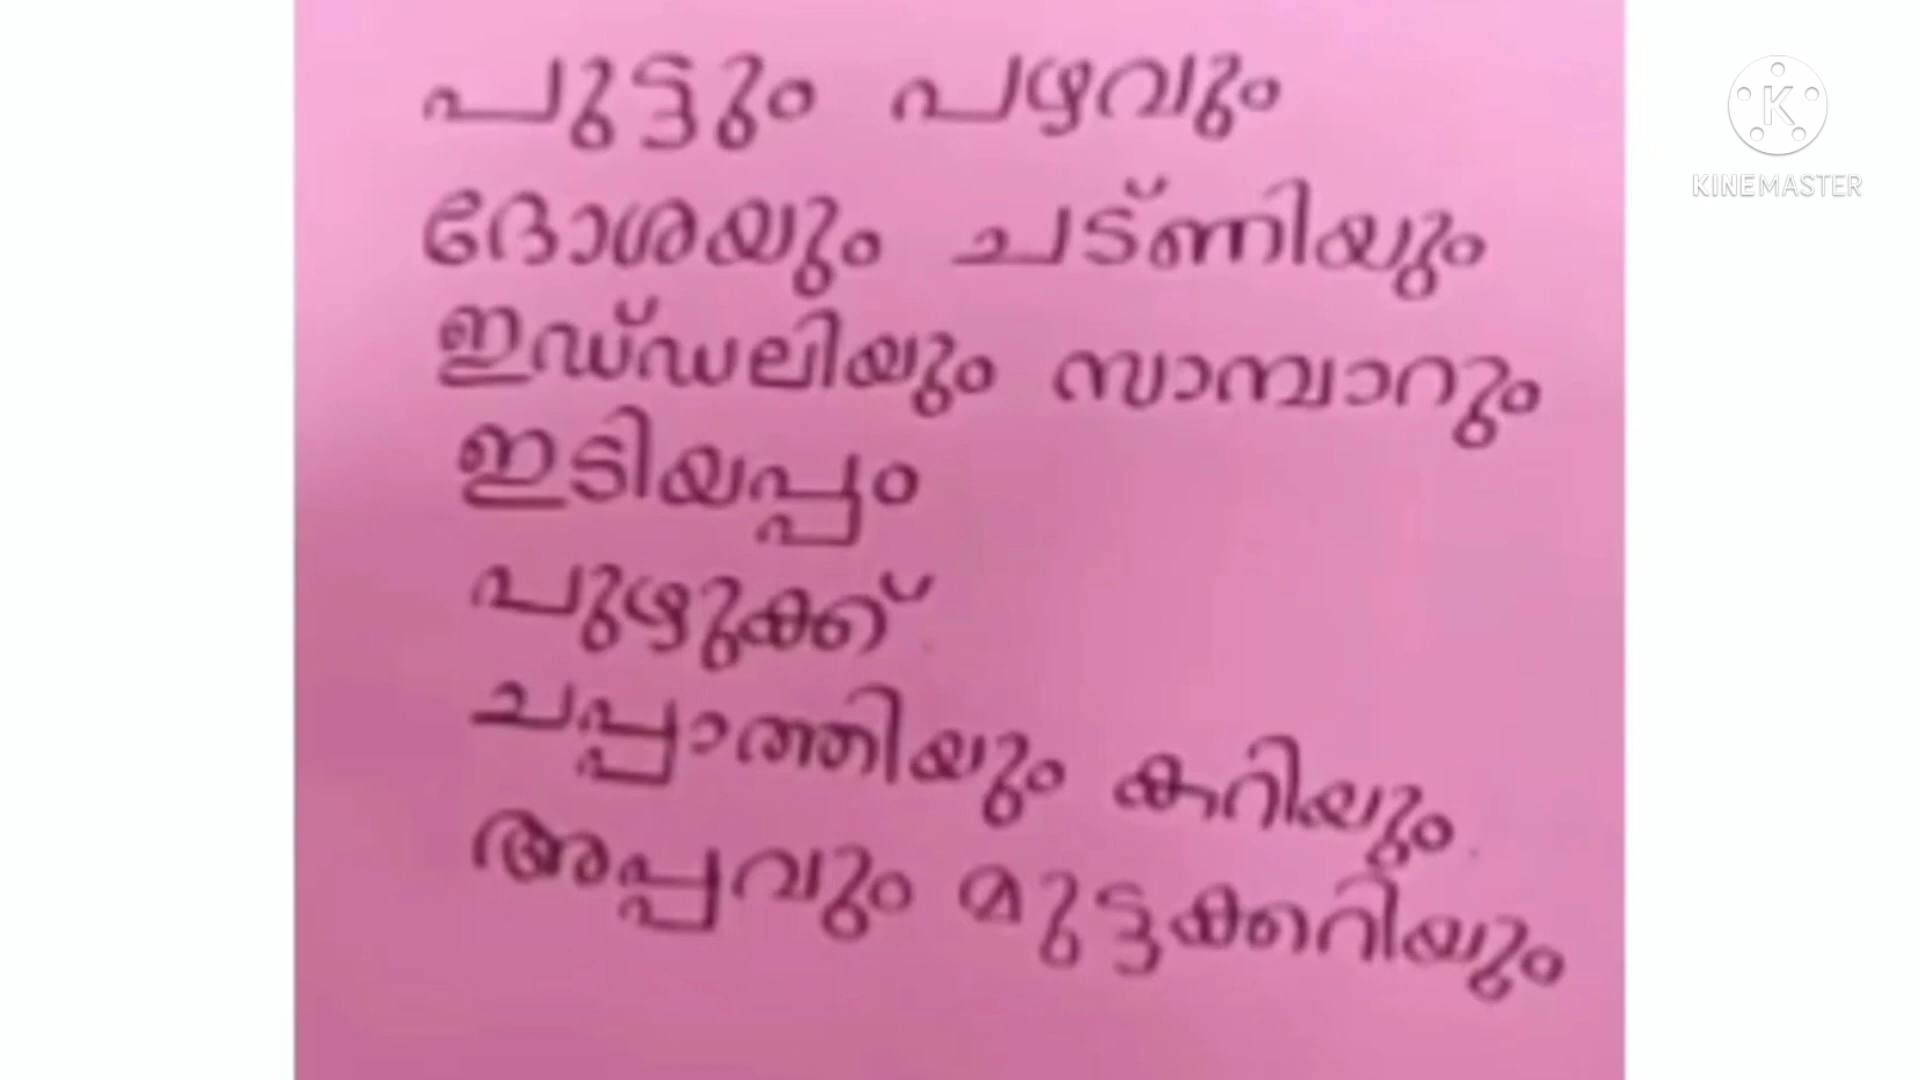 പുട്ടും പഴവും
ദോശയും ചട്ണിയും
ഇഡ്ഡലിയും സാമ്പാറും
ഇടിയപ്പം
പുഴുക്ക്
ചപ്പാത്തിയും കറിയും
അപ്പവും മുട്ടക്കറിയും
K
KINEMASTER